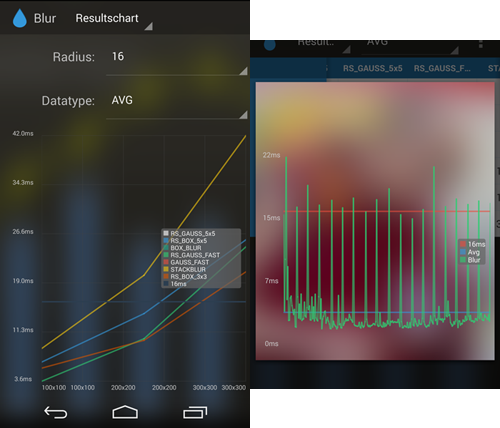 Blur
Resultschart
Radius:
16
Datatype:
AVG
42.0ms
34.3ms
26.6ms
19.0ms
11.3ms
3.6ms
RS_GAUSS_5x5
RS_BOX_5x5
BOX_BLUR
RS_GAUSS_FAST
GAUSS_FAST
STACKBLUR
RS_BOX_3x3
16ms
100x100 100x100 200x200 200x200 300x300 300x300
Result..
AVG
RS_GAUSS_5x5
RS_GAUSS_F...
22ms
15ms
7ms
0ms
16ms
Avg
Blur